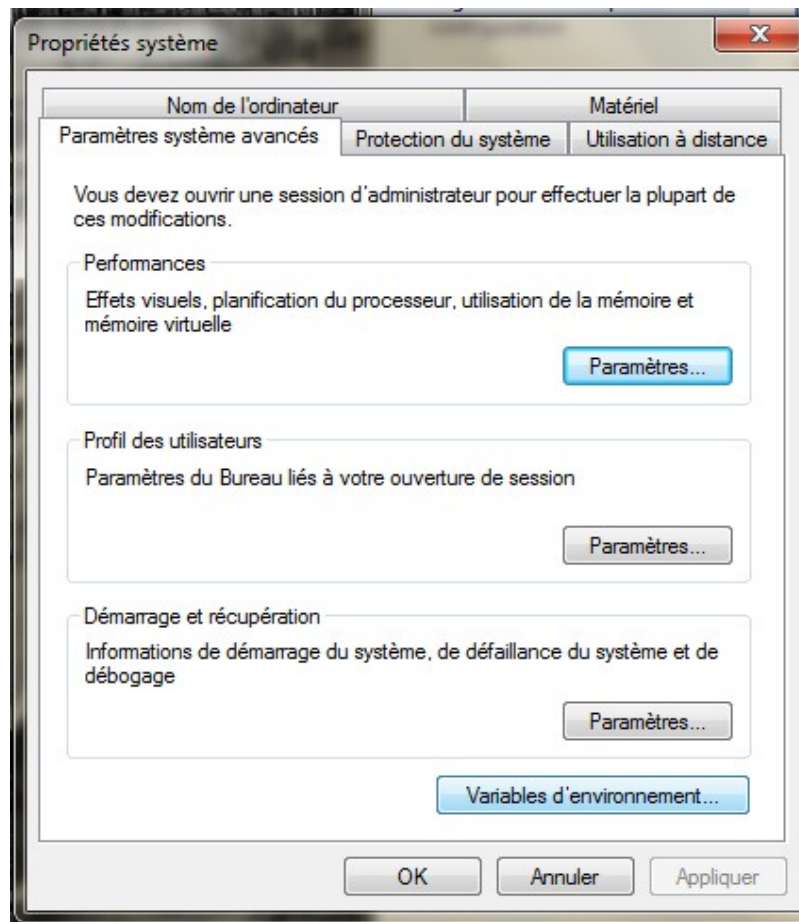 Propriétés système
Nom de l'ordinateur
Matériel
Paramètres système avancés
Protection du système
Utilisation à distance
Vous devez ouvrir une session d'administrateur pour effectuer la plupart de
ces modifications.
Performances
Effets visuels, planification du processeur, utilisation de la mémoire et
mémoire virtuelle
Paramètres...
Profil des utilisateurs
Paramètres du Bureau liés à votre ouverture de session
Paramètres...
Démarrage et récupération
Informations de démarrage du système, de défaillance du système et de
débogage
Paramètres...
Variables d'environnement...
OK
Annuler
Appliquer